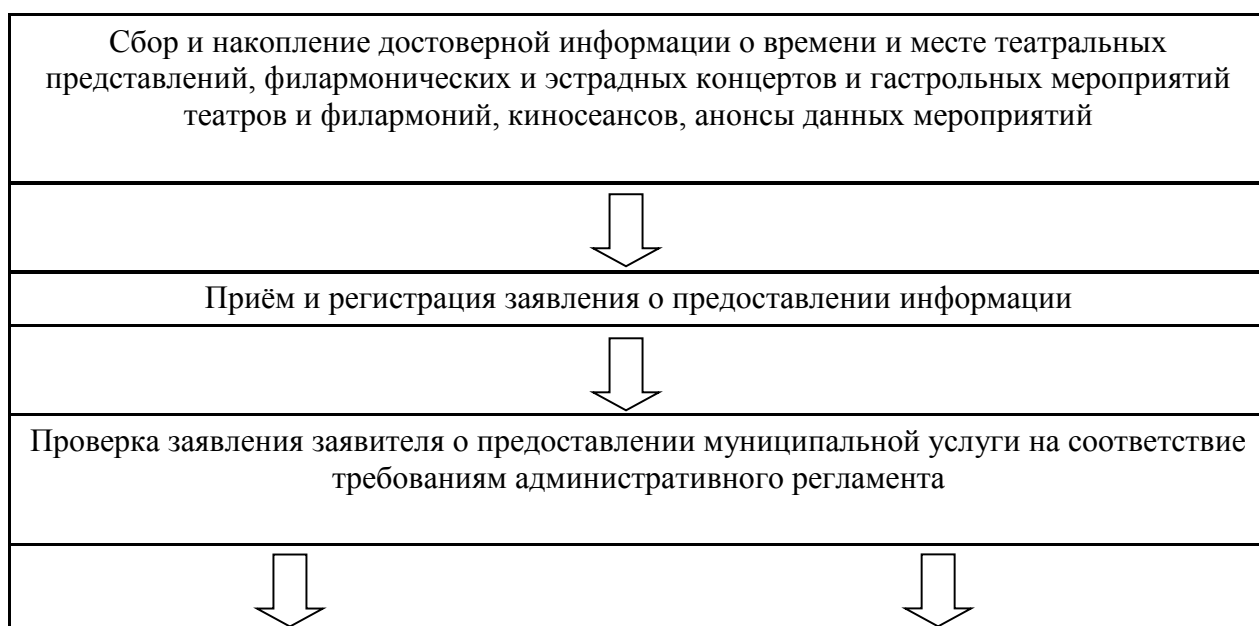 Сбор и накопление достоверной информации о времени и месте театральных
представлений, филармонических и эстрадных концертов и гастрольных мероприятий
театров и филармоний, киносеансов, анонсы данных мероприятий
Приём и регистрация заявления о предоставлении информации
Проверка заявления заявителя о предоставлении муниципальной услуги на соответствие
требованиям административного регламента